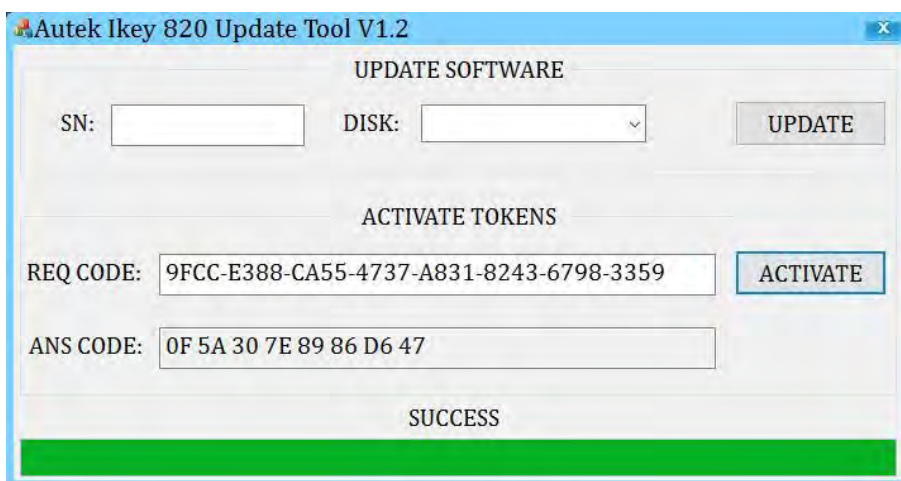 Autek Ikey 820 Update Tool V1.2
x
UPDATE SOFTWARE
SN: DISK: UPDATE
ACTIVATE TOKENS
REQ CODE: 9FCC-E388-CA55-4737-A831-8243-6798-3359 ACTIVATE
ANS CODE: 0F 5A 30 7E 89 86 D6 47
SUCCESS